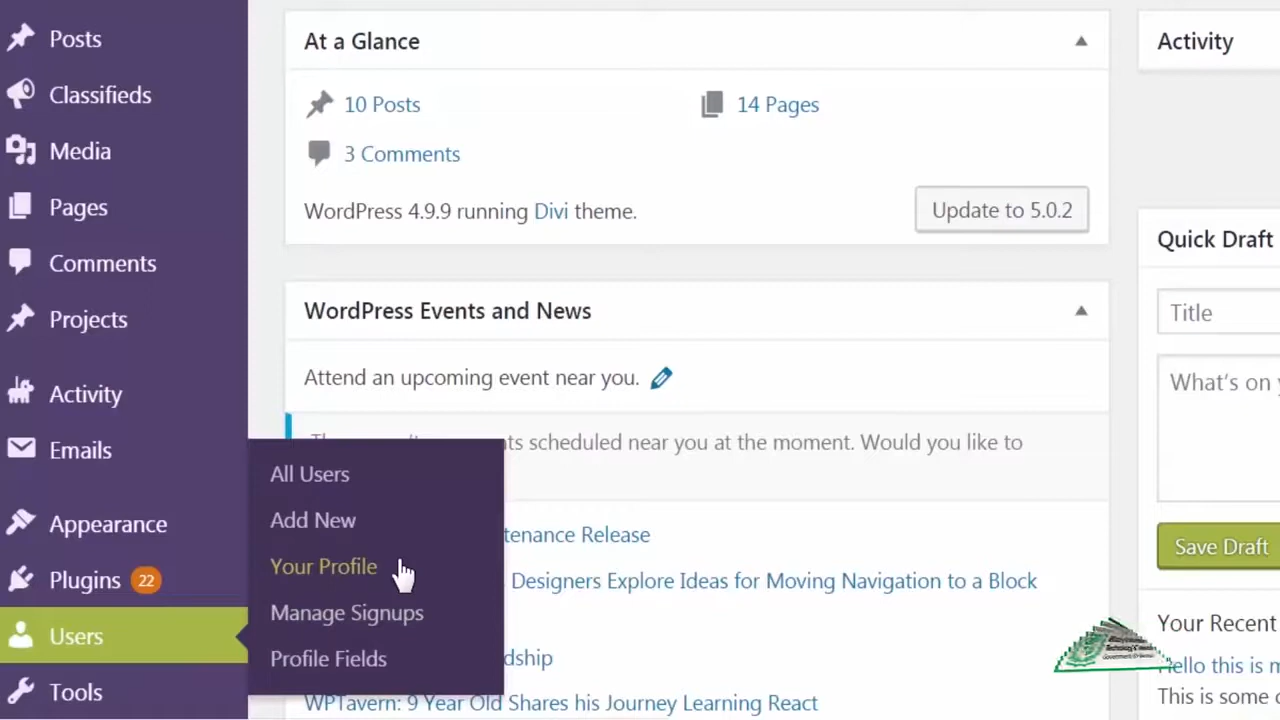 Posts
Classifieds
Media
Pages
Comments
Projects
Activity
Emails
Appearance
Plugins 22
Users
Tools
All Users
Add New
Your Profile
Manage Signups
Profile Fields
At a Glance
10 Posts
14 Pages
3 Comments
WordPress 4.9.9 running Divi theme.
Update to 5.0.2
WordPress Events and News
Attend an upcoming event near you.
scheduled near you at the moment. Would you like to
tenance Release
Designers Explore Ideas for Moving Navigation to a Block
dship
WPTavern: 9 Year Old Shares his Journey Learning React
Activity
Quick Draft
Title
What's on y
Save Draft
Your Recent
Hello this is m
This is some c